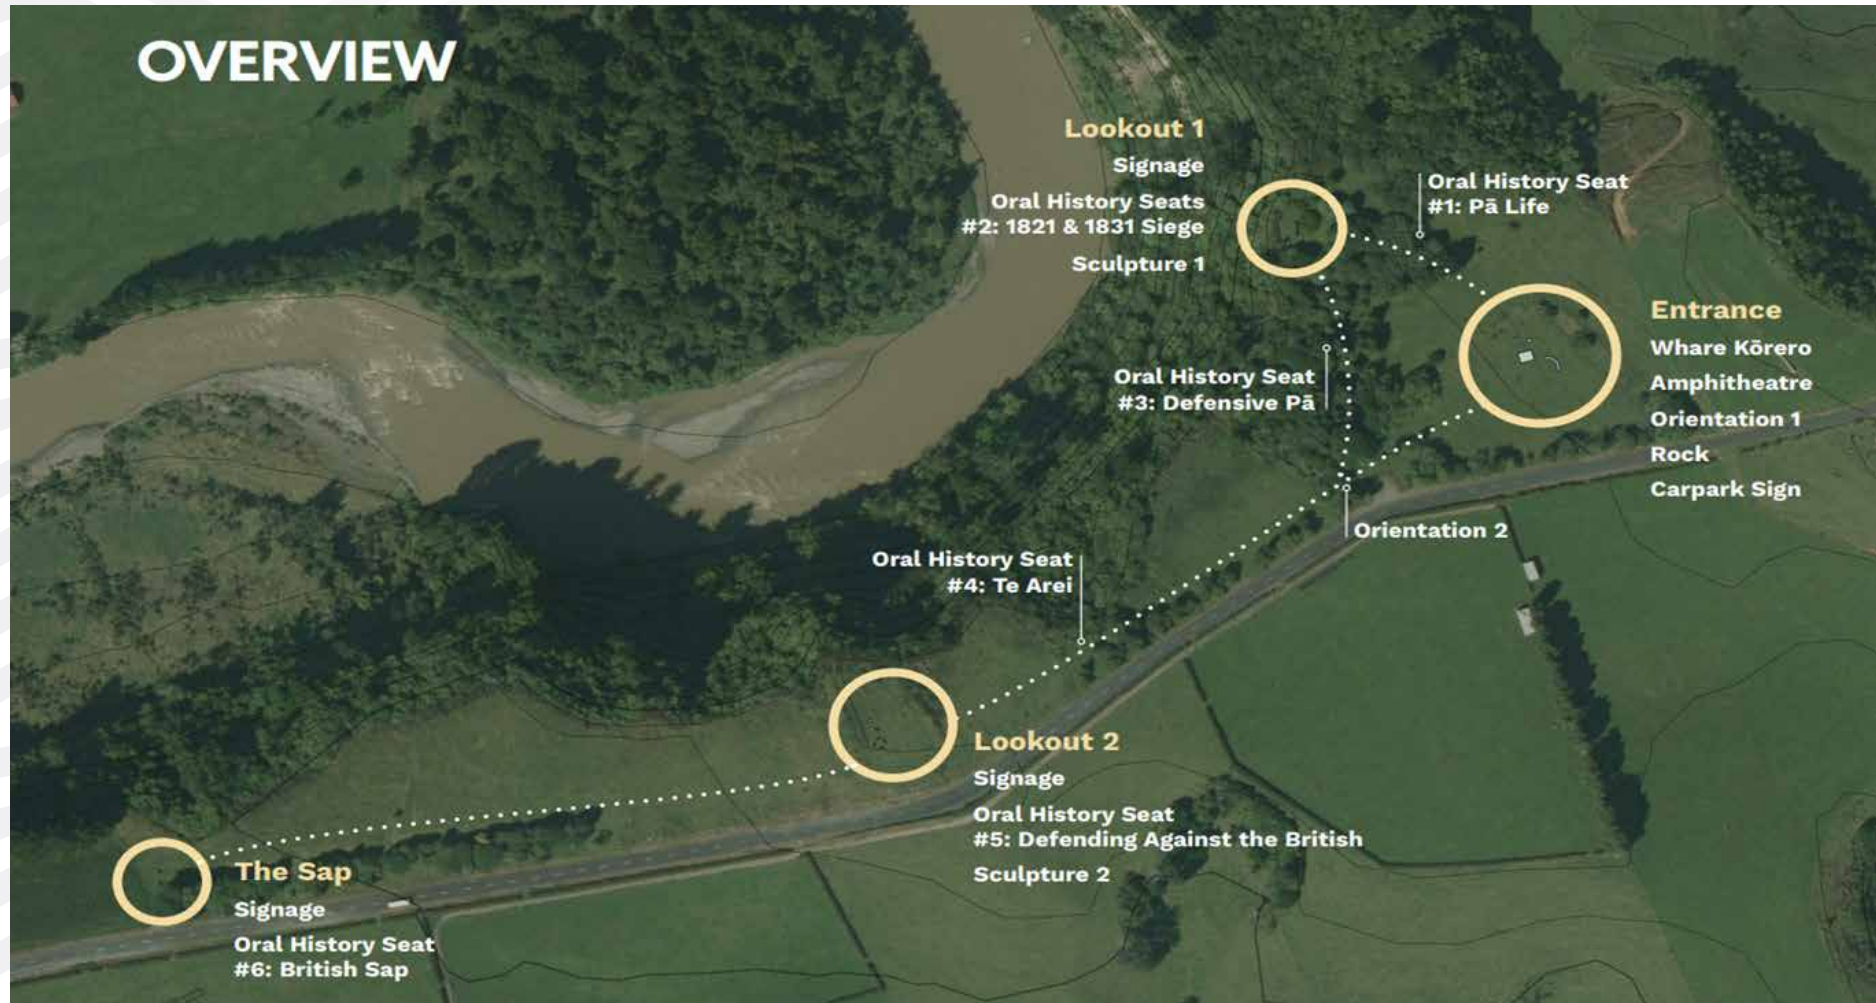 OVERVIEW
Lookout 1
Signage
Oral History Seats
#2: 1821 & 1831 Siege
Sculpture 1
Oral History Seat
#1: Pā Life
Entrance
Whare Kōrero
Amphitheatre
Orientation 1
Rock
Carpark Sign
Oral History Seat
#3: Defensive Pā
Orientation 2
Oral History Seat
#4: Te Arei
Lookout 2
Signage
Oral History Seat
#5: Defending Against the British
Sculpture 2
The Sap
Signage
Oral History Seat
#6: British Sap